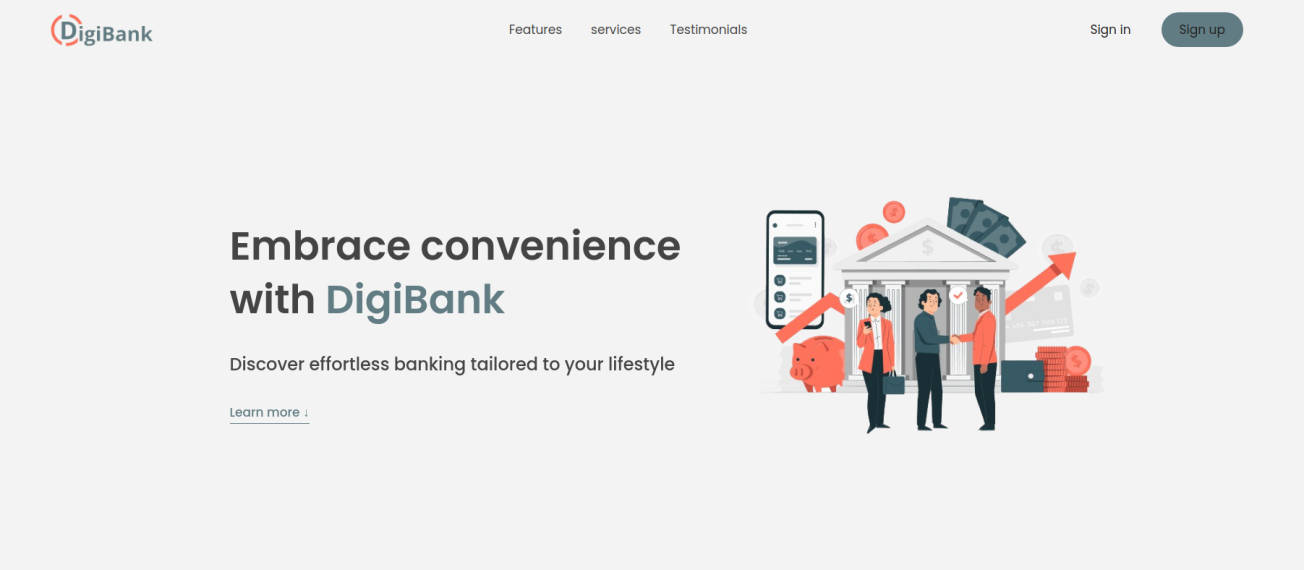 DigiBank
Features services Testimonials
Sign in Sign up
Embrace convenience
with DigiBank
Discover effortless banking tailored to your lifestyle
Learn more ↓